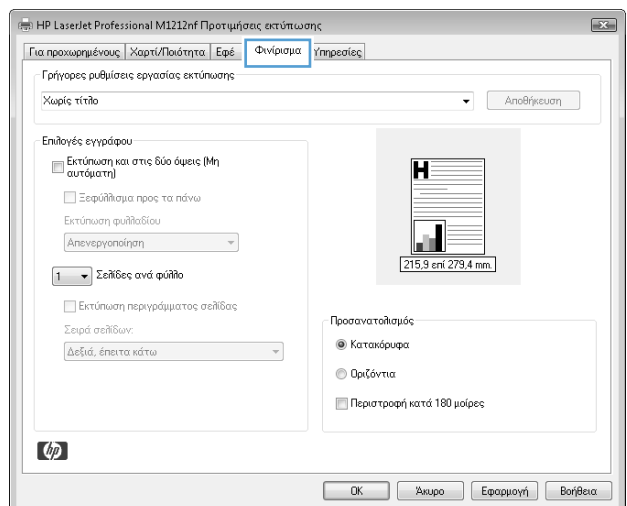 HP LaserJet Professional M1212nf Προτιμήσεις εκτύπωσης
Για προχωρημένους Χαρτί/Ποιότητα Εφέ Φινίρισμα Υπηρεσίες
Γρήγορες ρυθμίσεις εργασίας εκτύπωσης
Χωρίς τίτλο Αποθήκευση
Επιλογές εγγράφου
Εκτύπωση και στις δύο όψεις (Μη
αυτόματη)
Ξεφύλλισμα προς τα πάνω
Εκτύπωση φυλλαδίου
Απενεργοποίηση
1 Σελίδες ανά φύλλο
Εκτύπωση περιγράμματος σελίδας
Σειρά σελίδων:
Δεξιά, έπειτα κάτω
H
215,9 επί 279,4 mm.
Προσανατολισμός
Κατακόρυφα
Οριζόντια
Περιστροφή κατά 180 μοίρες
hp
OK Άκυρο Εφαρμογή Βοήθεια